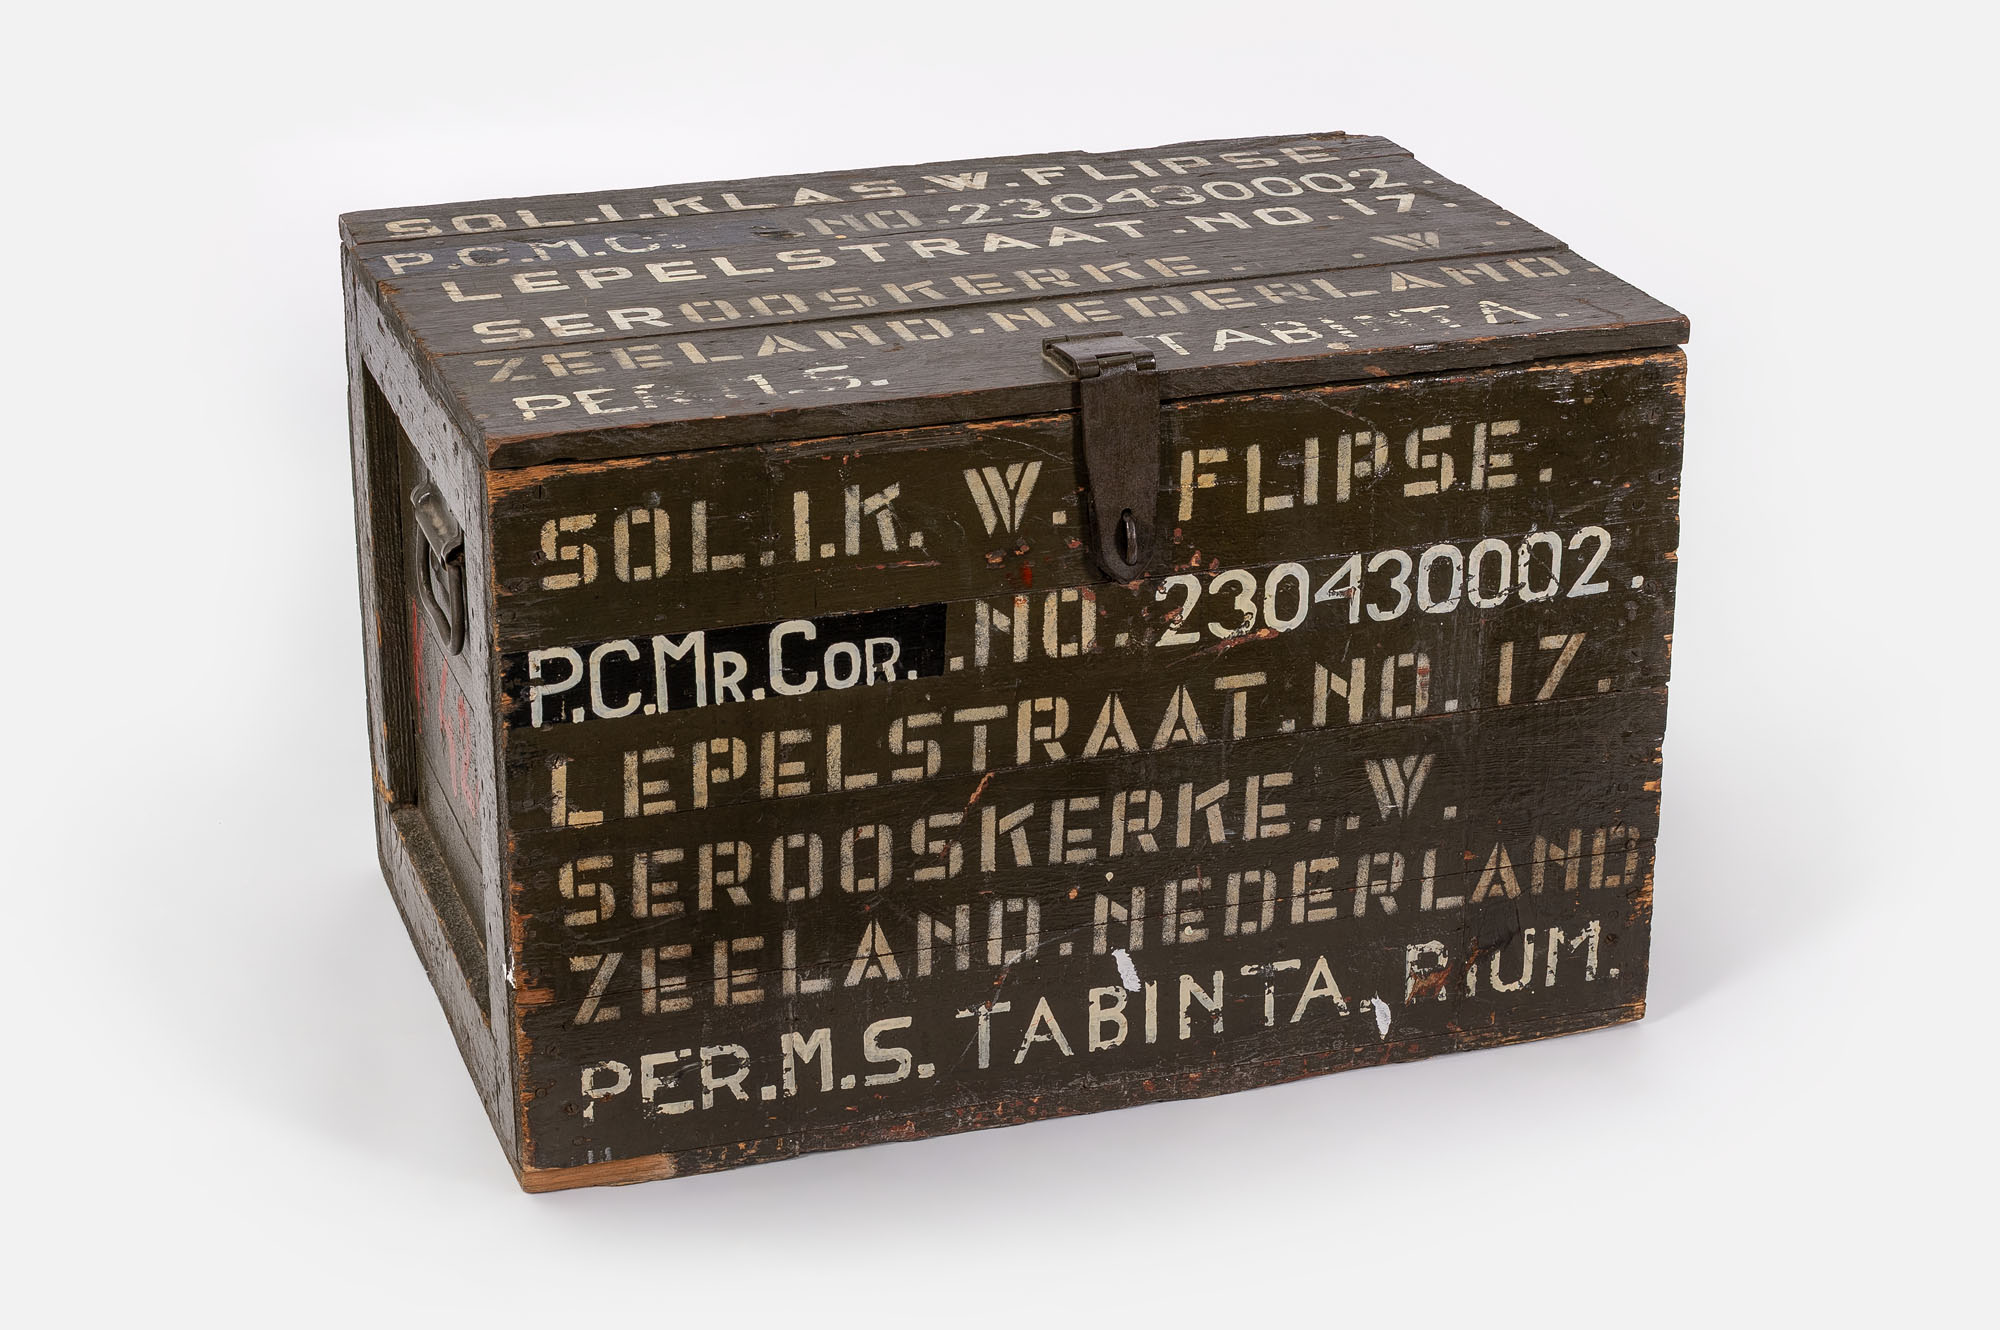 SOL.I.KLAS.W.FLIPSE
P.C.M.C. .NO.230430002.
LEPELSTRAAT.NO.17.
SEROOSKERKE. W.
ZEELAND.NEDERLAND.
PER. TABINTA.
SOL.I.K. W. FLIPSE.
P.C.MR.COR. .NO.230430002.
LEPELSTRAAT.NO.17.
SEROOSKERKE..W.
ZEELAND.NEDERLAND
PER.M.S.TABINTA.